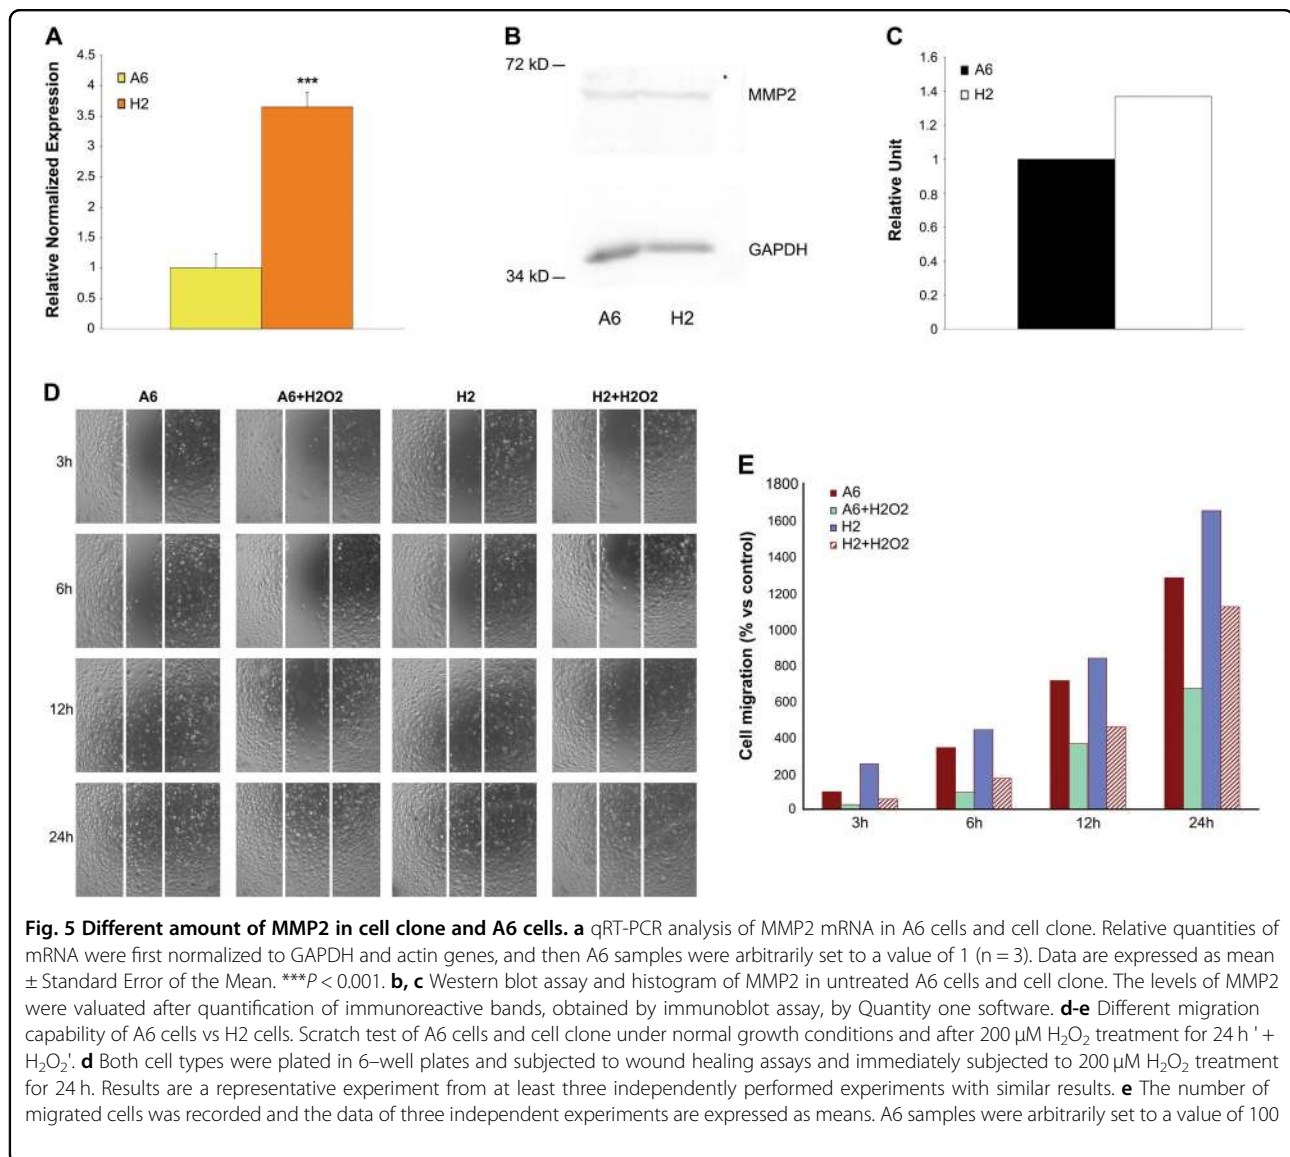 A
4.5
4
3.5
3
2.5
2
1.5
1
0.5
0
Relative Normalized Expression
A6
H2
***
B
72 kD
MMP2
GAPDH
34 kD
A6 H2
C
1.6
1.4
1.2
1
0.8
0.6
0.4
0.2
0
Relative Unit
A6
H2
D
A6 A6+H2O2 H2 H2+H2O2
3h
6h
12h
24h
E
1800
1600
1400
1200
1000
800
600
400
200
0
Cell migration (% vs control)
A6
A6+H2O2
H2
H2+H2O2
3h 6h 12h 24h
Fig. 5 Different amount of MMP2 in cell clone and A6 cells. a qRT-PCR analysis of MMP2 mRNA in A6 cells and cell clone. Relative quantities of
mRNA were first normalized to GAPDH and actin genes, and then A6 samples were arbitrarily set to a value of 1 (n = 3). Data are expressed as mean
± Standard Error of the Mean. ***P < 0.001. b, c Western blot assay and histogram of MMP2 in untreated A6 cells and cell clone. The levels of MMP2
were valuated after quantification of immunoreactive bands, obtained by immunoblot assay, by Quantity one software. d-e Different migration
capability of A6 cells vs H2 cells. Scratch test of A6 cells and cell clone under normal growth conditions and after 200 µM H₂O₂ treatment for 24 h ' +
H₂O₂'. d Both cell types were plated in 6–well plates and subjected to wound healing assays and immediately subjected to 200 µM H₂O₂ treatment
for 24 h. Results are a representative experiment from at least three independently performed experiments with similar results. e The number of
migrated cells was recorded and the data of three independent experiments are expressed as means. A6 samples were arbitrarily set to a value of 100